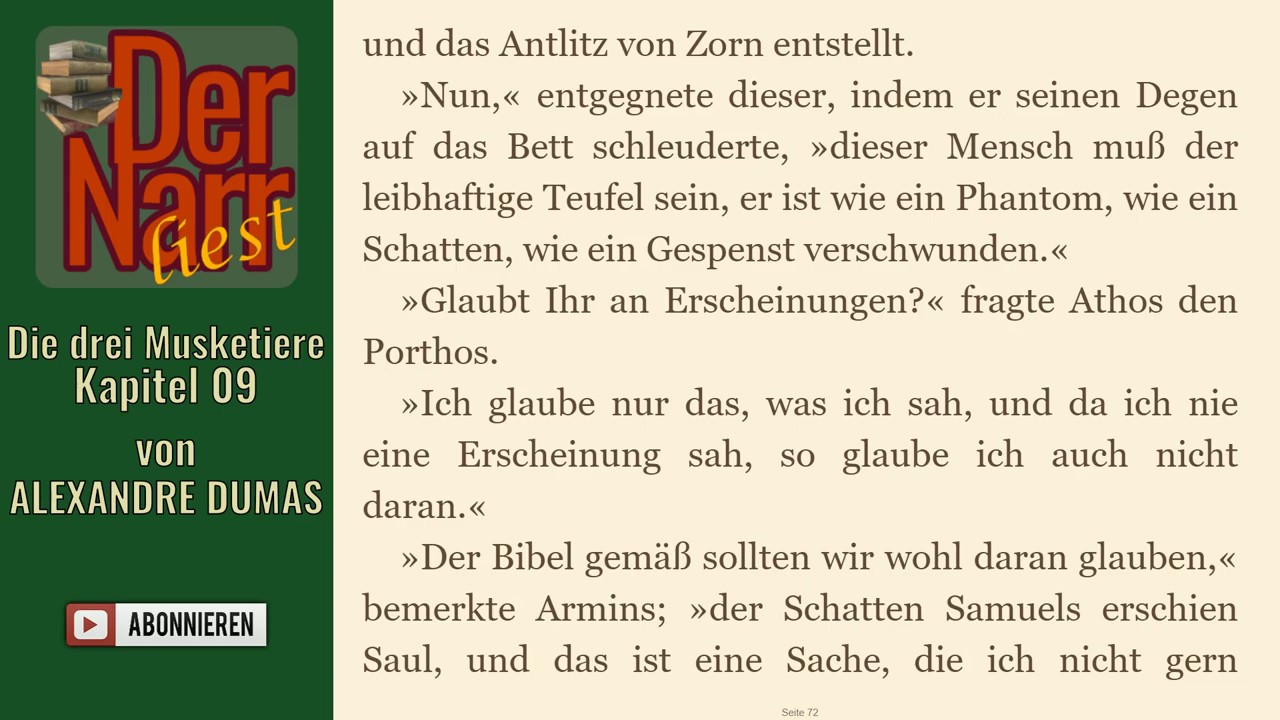 Der
Narr
liest
Die drei Musketiere
Kapitel 09
von
ALEXANDRE DUMAS
ABONNIEREN
und das Antlitz von Zorn entstellt.
»Nun,« entgegnete dieser, indem er seinen Degen
auf das Bett schleuderte, »dieser Mensch muß der
leibhaftige Teufel sein, er ist wie ein Phantom, wie ein
Schatten, wie ein Gespenst verschwunden.«
»Glaubt Ihr an Erscheinungen?« fragte Athos den
Porthos.
»Ich glaube nur das, was ich sah, und da ich nie
eine Erscheinung sah, so glaube ich auch nicht
daran.«
»Der Bibel gemäß sollten wir wohl daran glauben,«
bemerkte Armins; »der Schatten Samuels erschien
Saul, und das ist eine Sache, die ich nicht gern
Seite 72